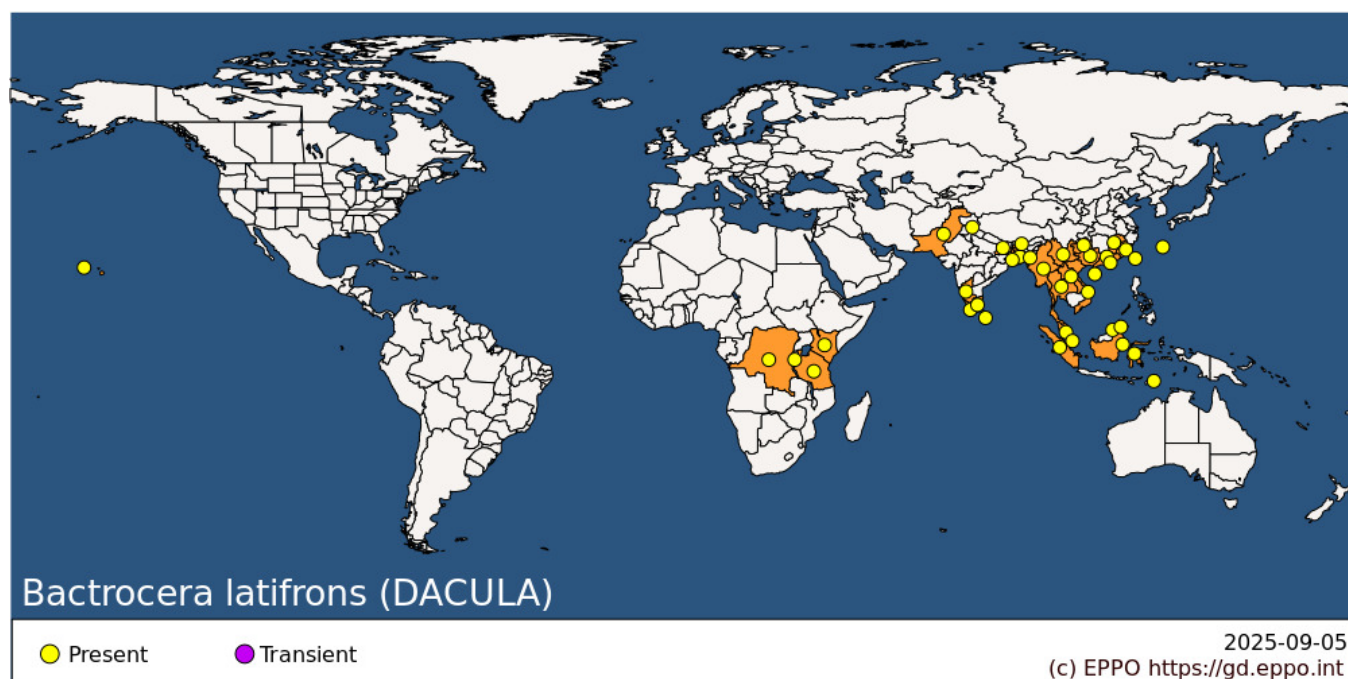 Bactrocera latifrons (DACULA)
Present
Transient
2025-09-05
(c) EPPO https://gd.eppo.int